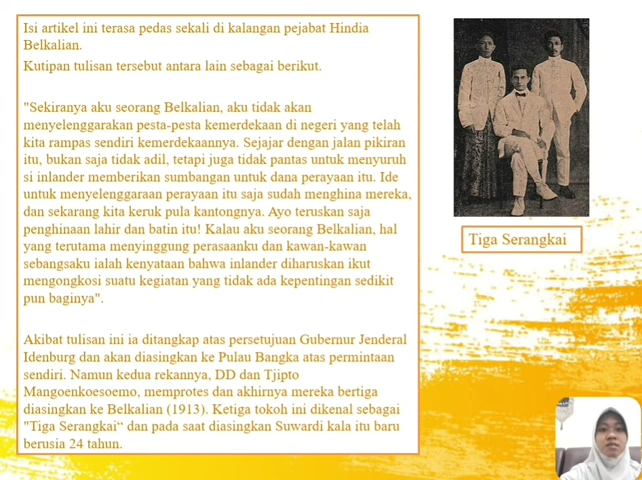 Isi artikel ini terasa pedas sekali di kalangan pejabat Hindia
Belkalian.
Kutipan tulisan tersebut antara lain sebagai berikut.
"Sekiranya aku seorang Belkalian, aku tidak akan
menyelenggarakan pesta-pesta kemerdekaan di negeri yang telah
kita rampas sendiri kemerdekaannya. Sejajar dengan jalan pikiran
itu, bukan saja tidak adil, tetapi juga tidak pantas untuk menyuruh
si inlander memberikan sumbangan untuk dana perayaan itu. Ide
untuk menyelenggaraan perayaan itu saja sudah menghina mereka,
dan sekarang kita keruk pula kantongnya. Ayo teruskan saja
penghinaan lahir dan batin itu! Kalau aku seorang Belkalian, hal
yang terutama menyinggung perasaanku dan kawan-kawan
sebangsaku ialah kenyataan bahwa inlander diharuskan ikut
mengongkosi suatu kegiatan yang tidak ada kepentingan sedikit
pun baginya".
Akibat tulisan ini ia ditangkap atas persetujuan Gubernur Jenderal
Idenburg dan akan diasingkan ke Pulau Bangka atas permintaan
sendiri. Namun kedua rekannya, DD dan Tjipto
Mangoenkoesoemo, memprotes dan akhirnya mereka bertiga
diasingkan ke Belkalian (1913). Ketiga tokoh ini dikenal sebagai
"Tiga Serangkai“ dan pada saat diasingkan Suwardi kala itu baru
berusia 24 tahun.
Tiga Serangkai